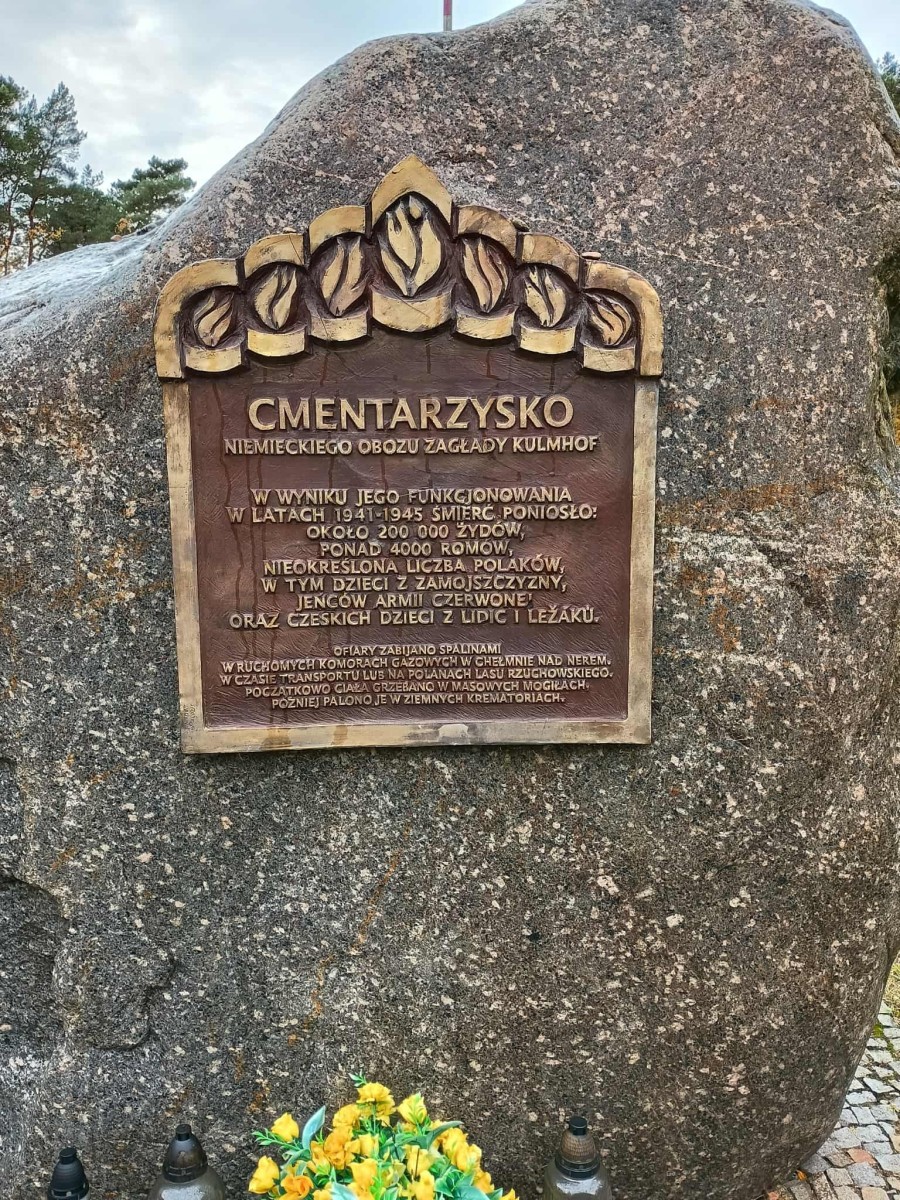 CMENTARZYSKO
NIEMIECKIEGO OBOZU ZAGŁADY KULMHOF
W WYNIKU JEGO FUNKCJONOWANIA
W LATACH 1941-1945 ŚMIERĆ PONIOSŁO:
OKOŁO 200 000 ŻYDÓW,
PONAD 4000 ROMÓW,
NIEOKREŚLONA LICZBA POLAKÓW,
W TYM DZIECI Z ZAMOJSZCZYZNY,
JEŃCÓW ARMII CZERWONEJ
ORAZ CZESKICH DZIECI Z LIDIC I LEŽÁKŮ.
OFIARY ZABIJANO SPALINAMI
W RUCHOMYCH KOMORACH GAZOWYCH W CHEŁMNIE NAD NEREM,
W CZASIE TRANSPORTU LUB NA POLANACH LASU RZUCHOWSKIEGO.
POCZĄTKOWO CIAŁA GRZEBANO W MASOWYCH MOGIŁACH,
PÓŹNIEJ PALONO JE W ZIEMNYCH KREMATORIACH.